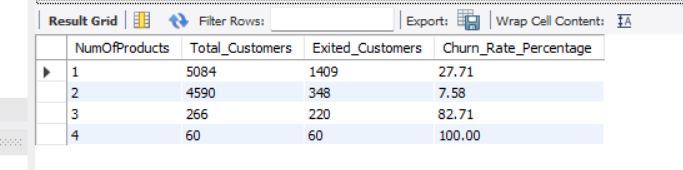 Result Grid Filter Rows: Export: Wrap Cell Content:
NumOfProducts Total_Customers Exited_Customers Churn_Rate_Percentage
1 5084 1409 27.71
2 4590 348 7.58
3 266 220 82.71
4 60 60 100.00